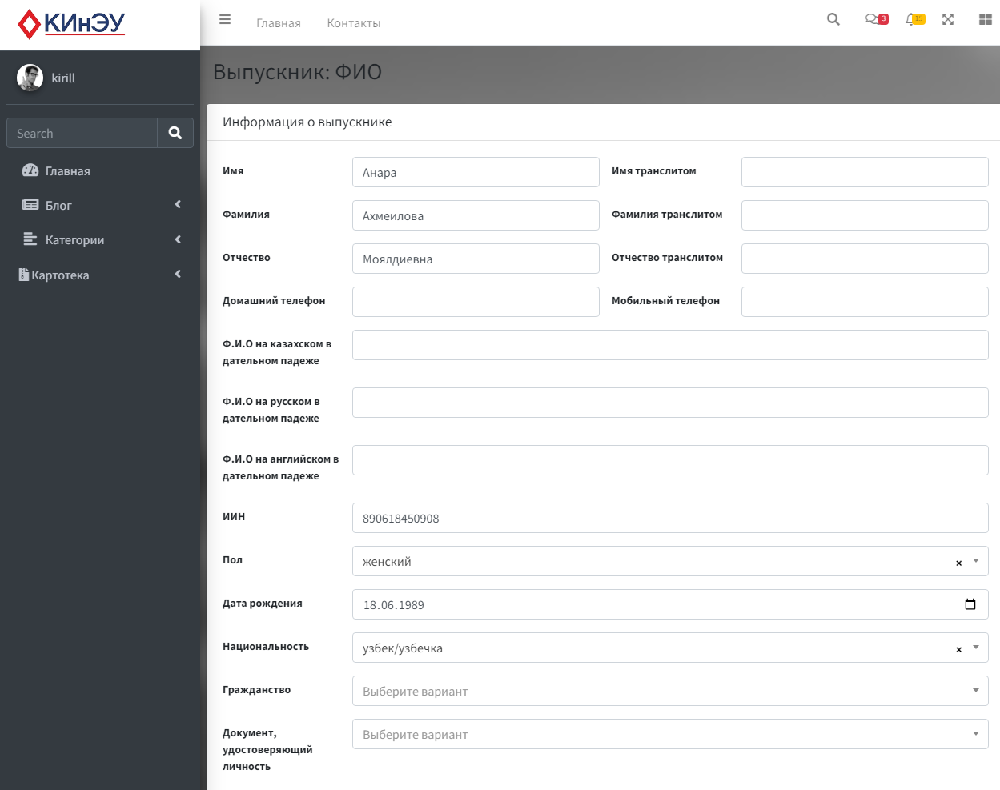 КИнЭУ
Главная
Контакты
3
15
kirill
Search
Главная
Блог
Категории
Картотека
Выпускник: ФИО
Информация о выпускнике
Имя
Анара
Имя транслитом
Фамилия
Ахмеилова
Фамилия транслитом
Отчество
Моялдиевна
Отчество транслитом
Домашний телефон
Мобильный телефон
Ф.И.О на казахском в
дательном падеже
Ф.И.О на русском в
дательном падеже
Ф.И.О на английском в
дательном падеже
ИИН
890618450908
Пол
женский
×
Дата рождения
18.06.1989
Национальность
узбек/узбечка
×
Гражданство
Выберите вариант
Документ,
удостоверяющий
личность
Выберите вариант